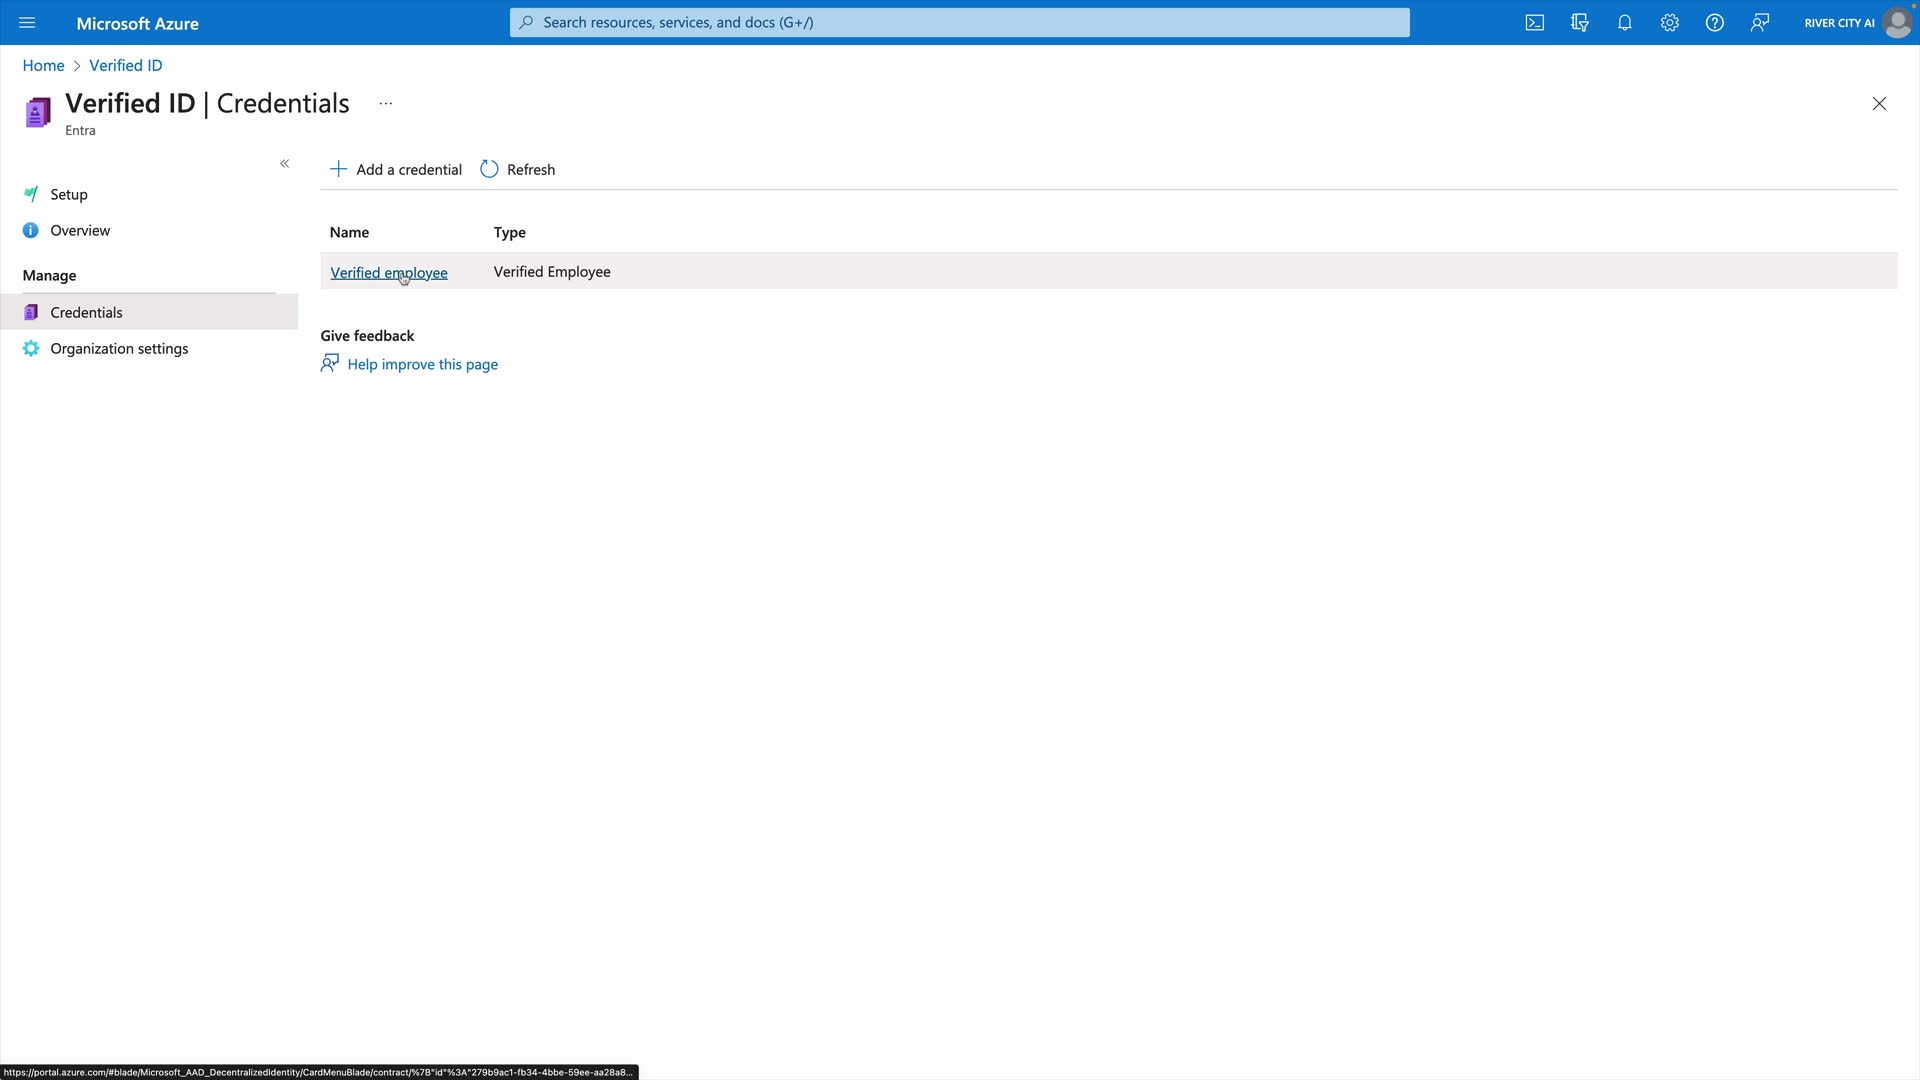 Microsoft Azure
Search resources, services, and docs (G+/)
RIVER CITY AI
Home > Verified ID
Verified ID | Credentials ...
Entra
«
Add a credential
Refresh
Setup
Overview
Manage
Credentials
Organization settings
Name Type
Verified employee Verified Employee
Give feedback
Help improve this page
https://portal.azure.com/#blade/Microsoft_AAD_DecentralizedIdentity/CardMenuBlade/contract/%7B"id"%3A"279b9ac1-fb34-4bbe-59ee-aa28a8...